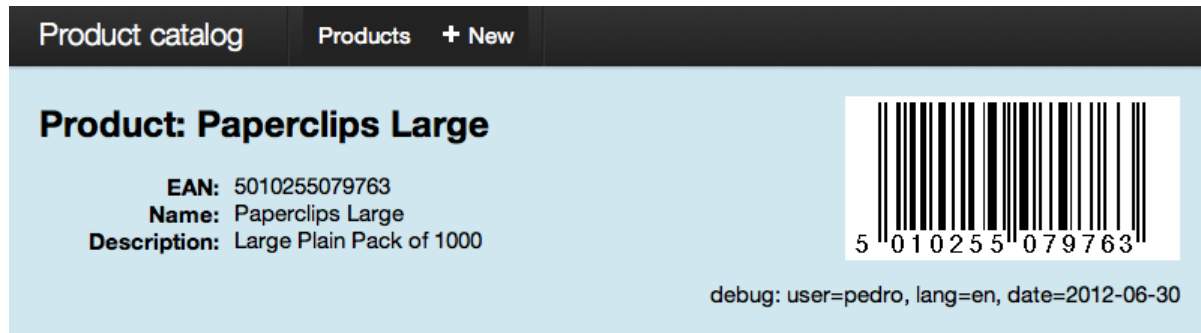 Product catalog Products + New
Product: Paperclips Large
EAN: 5010255079763
Name: Paperclips Large
Description: Large Plain Pack of 1000
5 010255 079763
debug: user=pedro, lang=en, date=2012-06-30